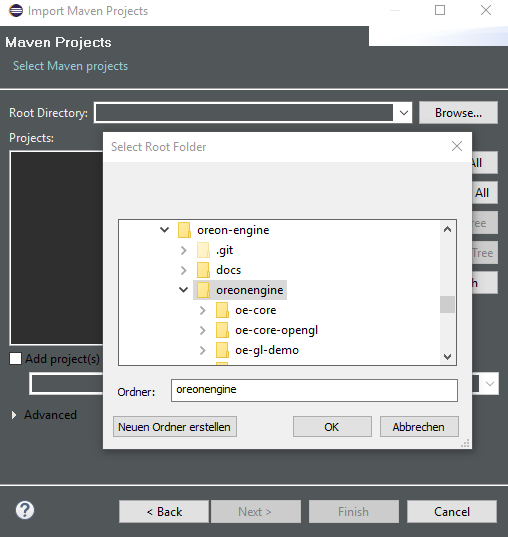 Import Maven Projects
Maven Projects
Select Maven projects
Root Directory:
Browse...
Projects:
Select Root Folder
All
All
ree
Tree
h
oreon-engine
.git
docs
oreonengine
oe-core
oe-core-opengl
oe-gl-demo
Add project(s)
Ordner:
oreonengine
Advanced
Neuen Ordner erstellen
OK
Abbrechen
?
< Back
Next >
Finish
Cancel